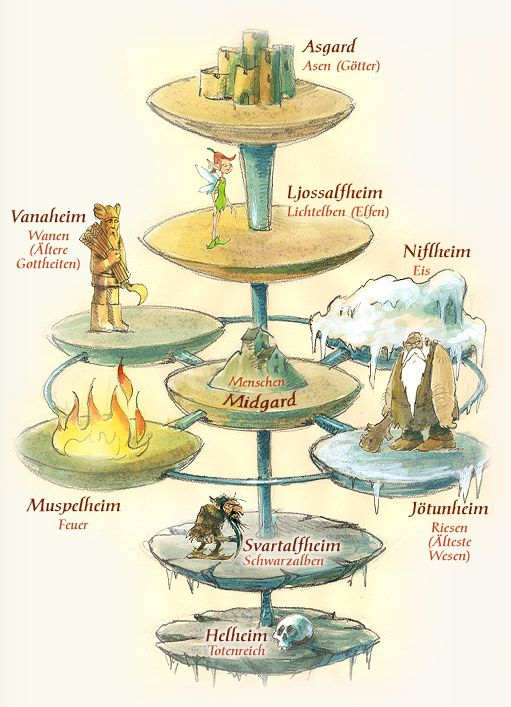 Asgard
Asen (Götter)
Ljossalfheim
Lichtelben (Elfen)
Vanaheim
Wanen
(Ältere
Gottheiten)
Niflheim
Eis
Menschen
Midgard
Muspelheim
Feuer
Jötunheim
Riesen
(Älteste
Wesen)
Svartalfheim
Schwarzalben
Helheim
Totenreich